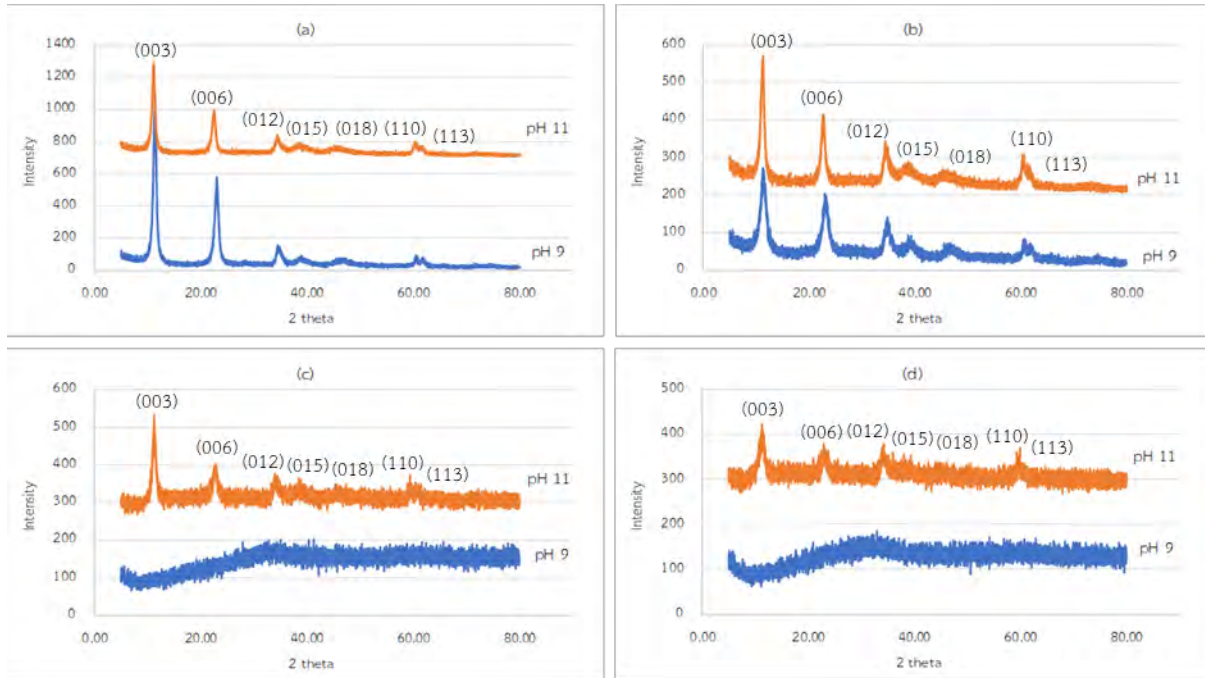 (a)
1400
1200
1000
800
600
400
200
0
Intensity
(003)
(006)
(012)
(015)
(018)
(110)
(113)
pH 11
pH 9
0.00 20.00 40.00 60.00 80.00
2 theta
(b)
600
500
400
300
200
100
0
Intensity
(003)
(006)
(012)
(015)
(018)
(110)
(113)
pH 11
pH 9
0.00 20.00 40.00 60.00 80.00
2 theta
(c)
600
500
400
300
200
100
0
Intensity
(003)
(006)
(012)
(015)
(018)
(110)
(113)
pH 11
pH 9
0.00 20.00 40.00 60.00 80.00
2 theta
(d)
500
400
300
200
100
0
Intensity
(003)
(006)
(012)
(015)
(018)
(110)
(113)
pH 11
pH 9
0.00 20.00 40.00 60.00 80.00
2 theta